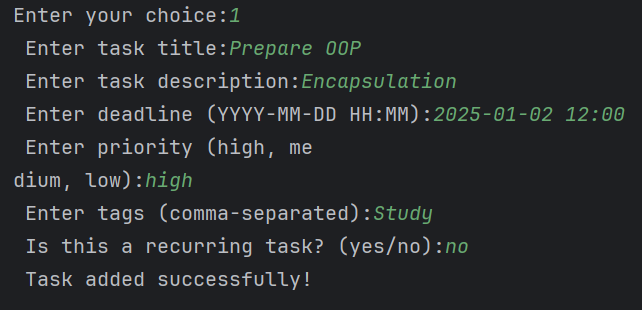 Enter your choice:1
Enter task title:Prepare OOP
Enter task description:Encapsulation
Enter deadline (YYYY-MM-DD HH:MM):2025-01-02 12:00
Enter priority (high, me
dium, low):high
Enter tags (comma-separated):Study
Is this a recurring task? (yes/no):no
Task added successfully!